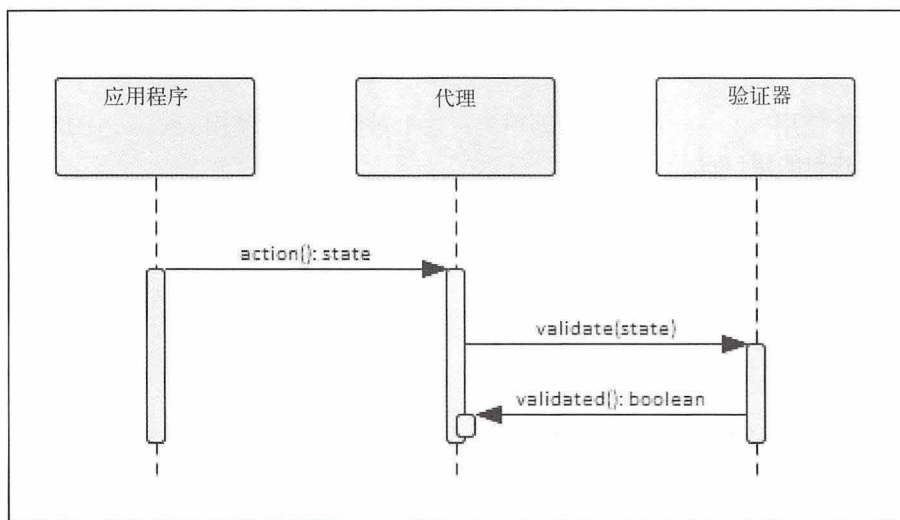 应用程序
代理
验证器
action(): state
validate(state)
validated(): boolean